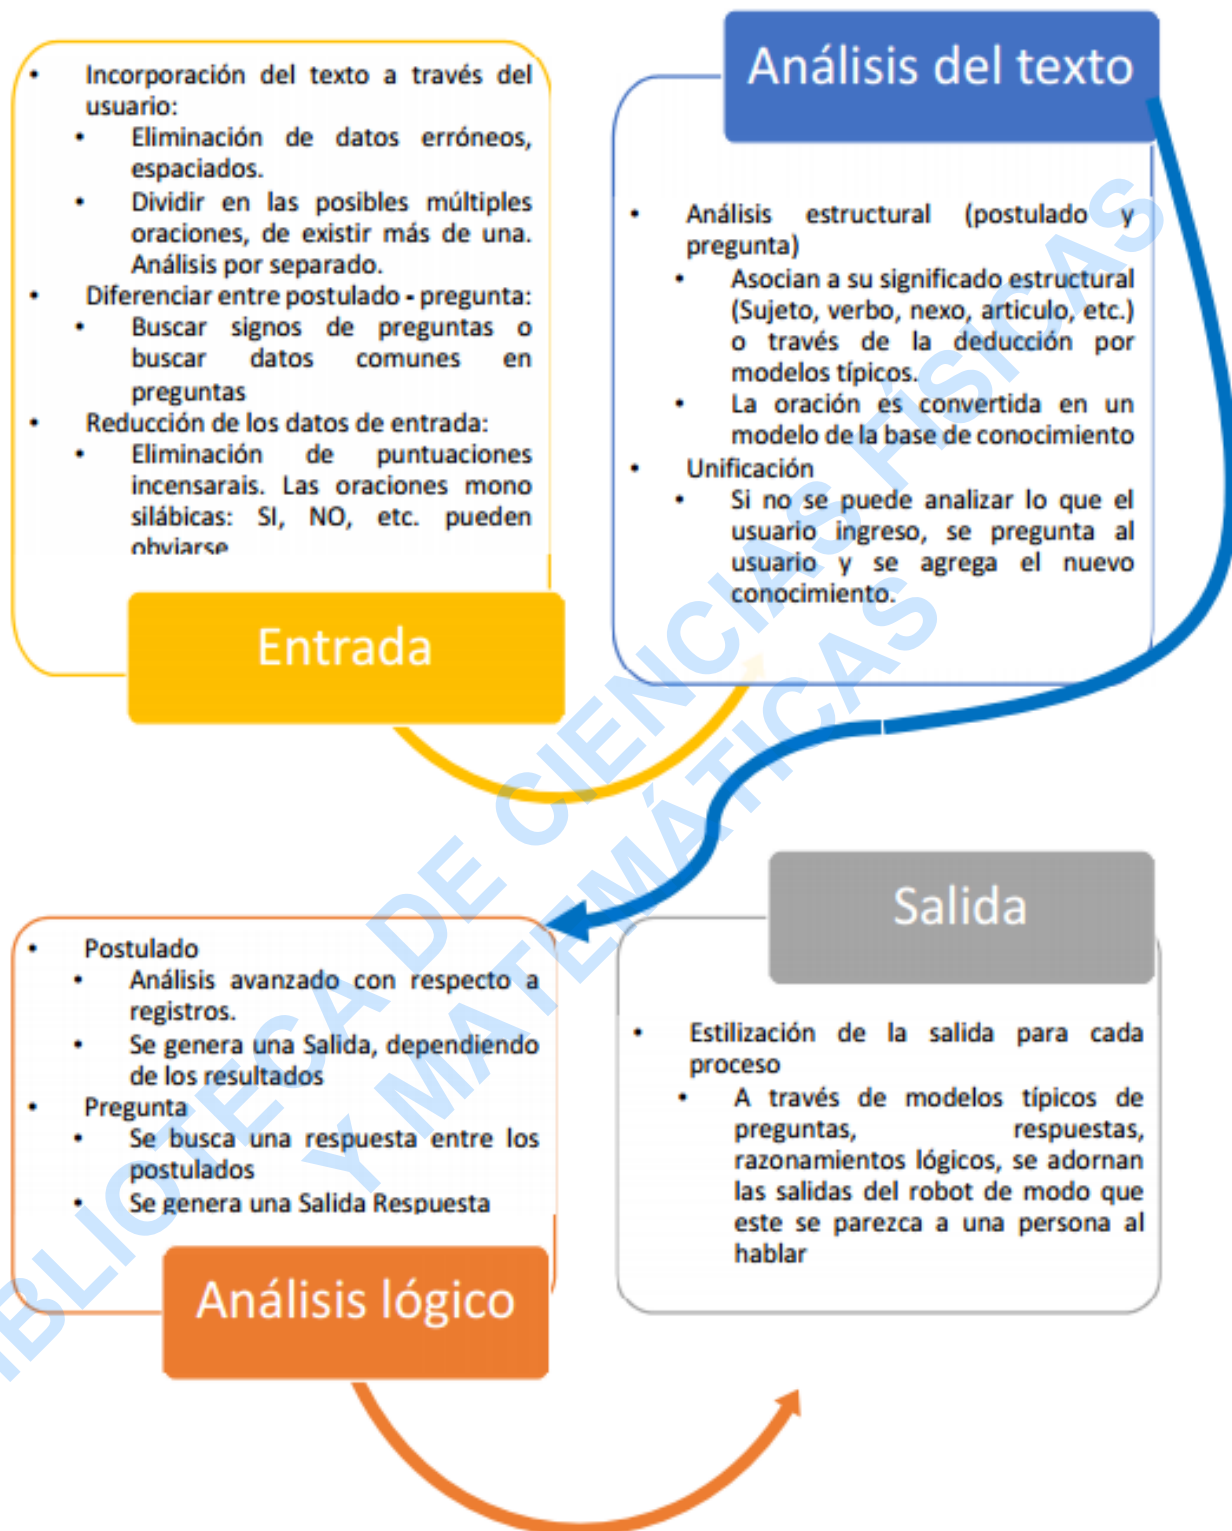 • Incorporación del texto a través del
usuario:
• Eliminación de datos erróneos,
espaciados.
• Dividir en las posibles múltiples
oraciones, de existir más de una.
Análisis por separado.
• Diferenciar entre postulado - pregunta:
• Buscar signos de preguntas o
buscar datos comunes en
preguntas
• Reducción de los datos de entrada:
• Eliminación de puntuaciones
incensarais. Las oraciones mono
silábicas: SI, NO, etc. pueden
obviarse
Entrada
Análisis del texto
• Análisis estructural (postulado y
pregunta)
• Asocian a su significado estructural
(Sujeto, verbo, nexo, articulo, etc.)
o través de la deducción por
modelos típicos.
• La oración es convertida en un
modelo de la base de conocimiento
• Unificación
• Si no se puede analizar lo que el
usuario ingreso, se pregunta al
usuario y se agrega el nuevo
conocimiento.
• Postulado
• Análisis avanzado con respecto a
registros.
• Se genera una Salida, dependiendo
de los resultados
• Pregunta
• Se busca una respuesta entre los
postulados
• Se genera una Salida Respuesta
Análisis lógico
Salida
• Estilización de la salida para cada
proceso
• A través de modelos típicos de
preguntas, respuestas,
razonamientos lógicos, se adornan
las salidas del robot de modo que
este se parezca a una persona al
hablar
BIBLIOTECA DE CIENCIAS FÍSICAS
Y MATEMÁTICAS